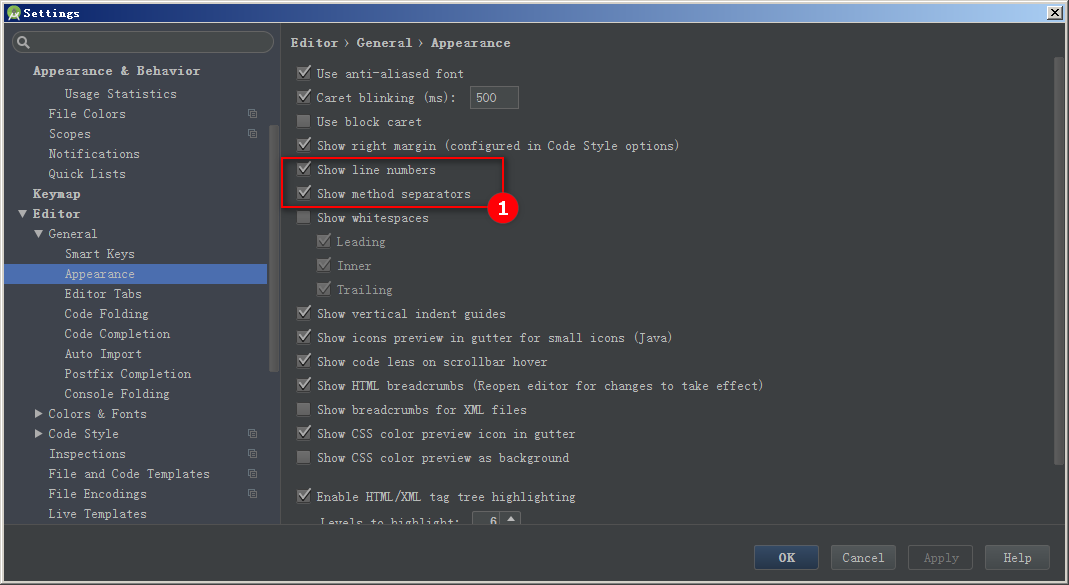 Settings
Appearance & Behavior
Usage Statistics
File Colors
Scopes
Notifications
Quick Lists
Keymap
Editor
General
Smart Keys
Appearance
Editor Tabs
Code Folding
Code Completion
Auto Import
Postfix Completion
Console Folding
Colors & Fonts
Code Style
Inspections
File and Code Templates
File Encodings
Live Templates
Editor › General › Appearance
Use anti-aliased font
Caret blinking (ms): 500
Use block caret
Show right margin (configured in Code Style options)
Show line numbers
Show method separators
1
Show whitespaces
Leading
Inner
Trailing
Show vertical indent guides
Show icons preview in gutter for small icons (Java)
Show code lens on scrollbar hover
Show HTML breadcrumbs (Reopen editor for changes to take effect)
Show breadcrumbs for XML files
Show CSS color preview icon in gutter
Show CSS color preview as background
Enable HTML/XML tag tree highlighting
Levels to highlight: 6
OK Cancel Apply Help